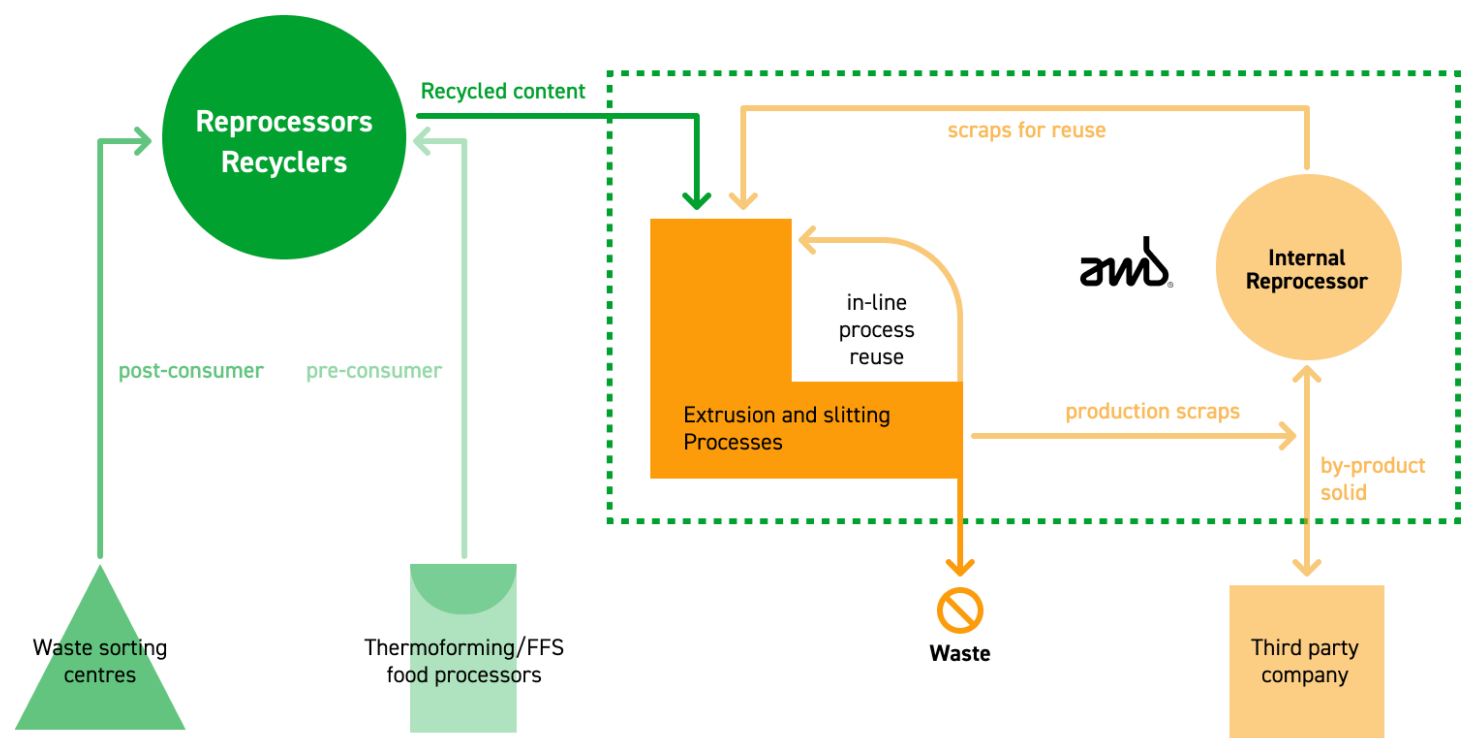 Reprocessors
Recyclers
Recycled content
scraps for reuse
Internal
Reprocessor
amb
®
in-line
process
reuse
post-consumer
pre-consumer
Extrusion and slitting
Processes
production scraps
by-product
solid
Waste sorting
centres
Thermoforming/FFS
food processors
Waste
Third party
company